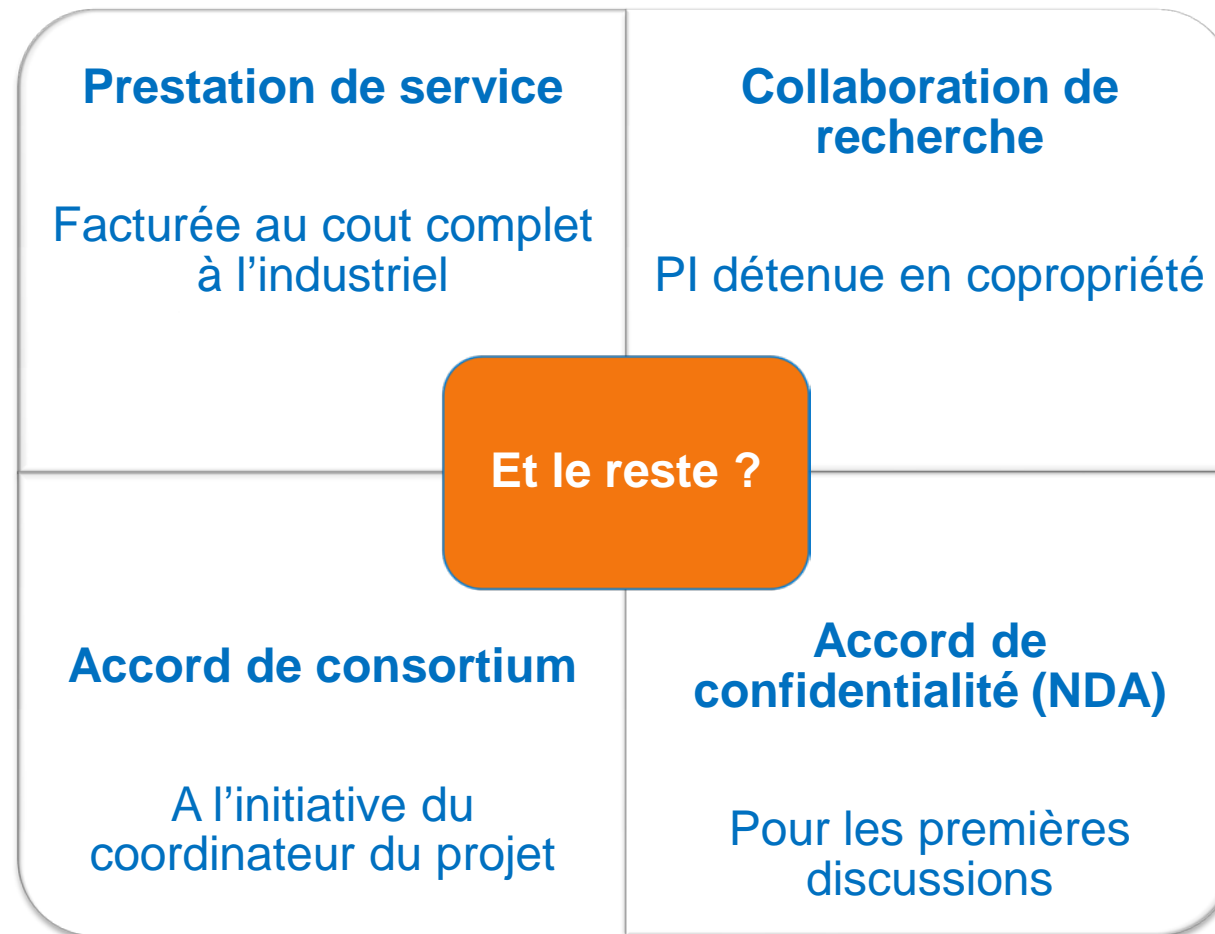 Prestation de service
Facturée au cout complet
à l’industriel
Collaboration de
recherche
PI détenue en copropriété
Et le reste ?
Accord de consortium
A l’initiative du
coordinateur du projet
Accord de
confidentialité (NDA)
Pour les premières
discussions